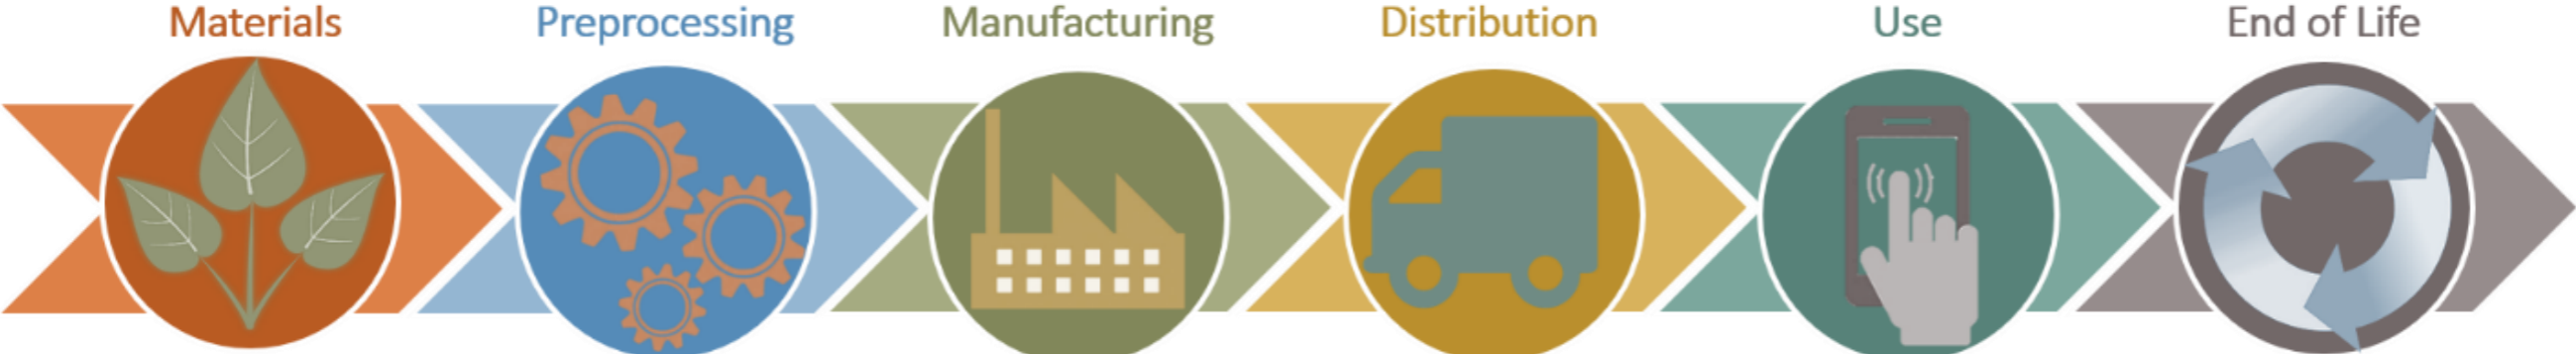 Materials
Preprocessing
Manufacturing
Distribution
Use
End of Life